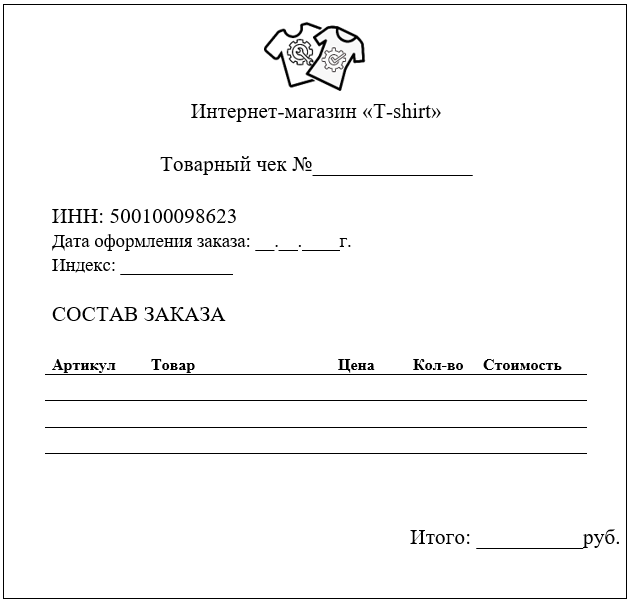 Интернет-магазин «T-shirt»
Товарный чек №_______________
ИНН: 500100098623
Дата оформления заказа: __.__.____г.
Индекс: ____________
СОСТАВ ЗАКАЗА
Артикул Товар Цена Кол-во Стоимость
Итого: __________руб.